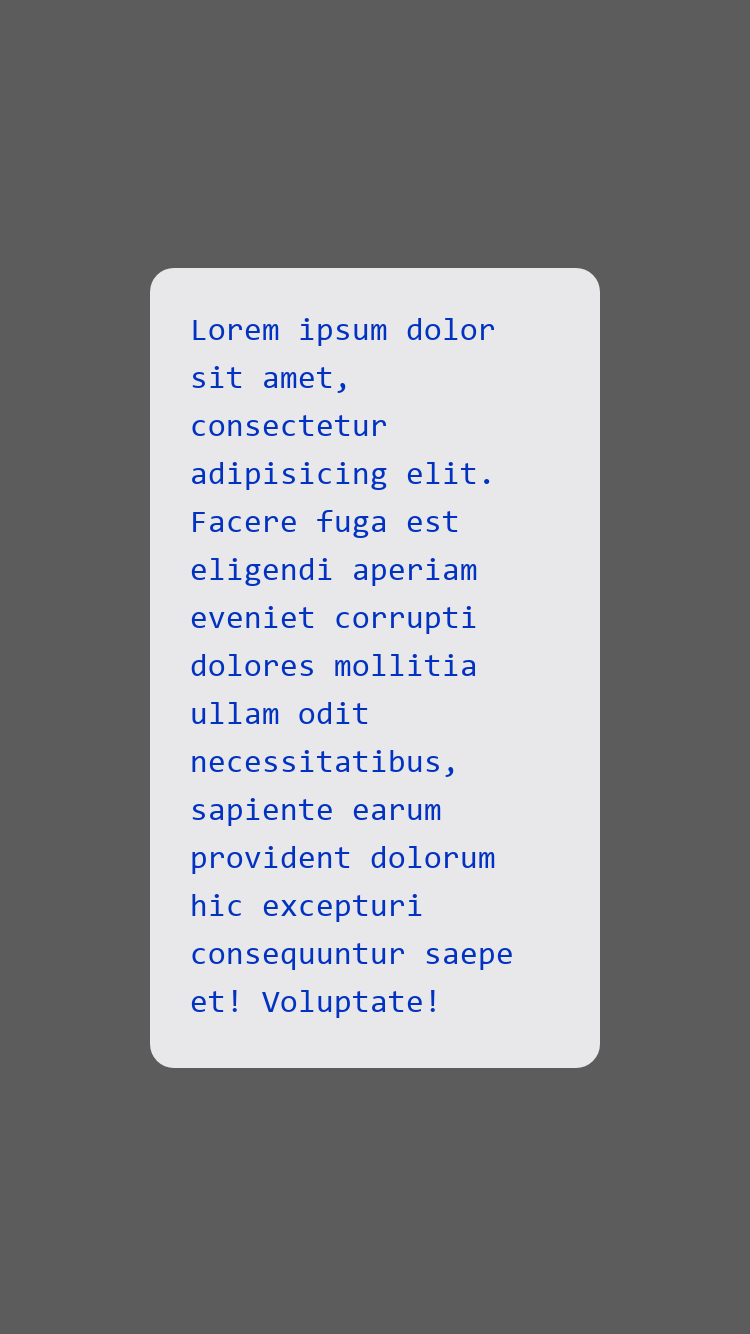 Lorem ipsum dolor
sit amet,
consectetur
adipisicing elit.
Facere fuga est
eligendi aperiam
eveniet corrupti
dolores mollitia
ullam odit
necessitatibus,
sapiente earum
provident dolorum
hic excepturi
consequuntur saepe
et! Voluptate!